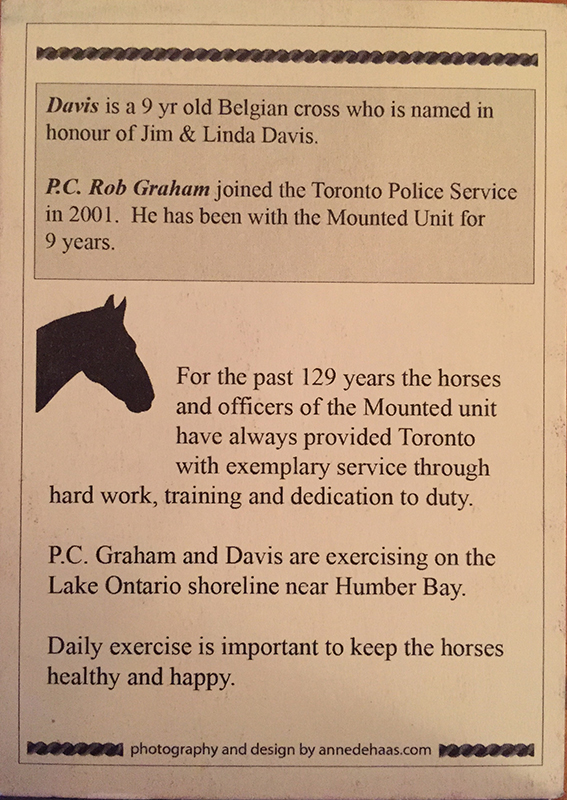 Davis is a 9 yr old Belgian cross who is named in
honour of Jim & Linda Davis.
P.C. Rob Graham joined the Toronto Police Service
in 2001. He has been with the Mounted Unit for
9 years.
For the past 129 years the horses
and officers of the Mounted unit
have always provided Toronto
with exemplary service through
hard work, training and dedication to duty.
P.C. Graham and Davis are exercising on the
Lake Ontario shoreline near Humber Bay.
Daily exercise is important to keep the horses
healthy and happy.
photography and design by annedehaas.com